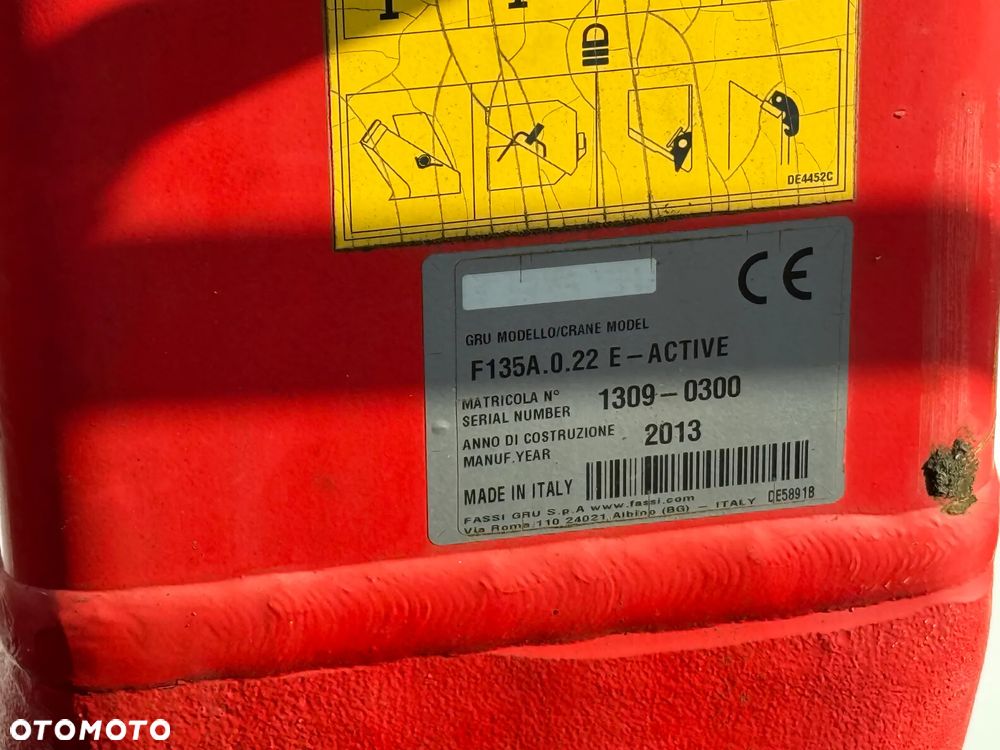 DE4452C
CE
GRU MODELLO/CRANE MODEL
F135A.0.22 E-ACTIVE
MATRICOLA N°
SERIAL NUMBER
1309-0300
ANNO DI COSTRUZIONE
MANUF.YEAR
2013
MADE IN ITALY
DE5891B
FASSI GRU S.p.A www.fassi.com
Via Roma 110 24021 Albino (BG) - ITALY
OTOMOTO